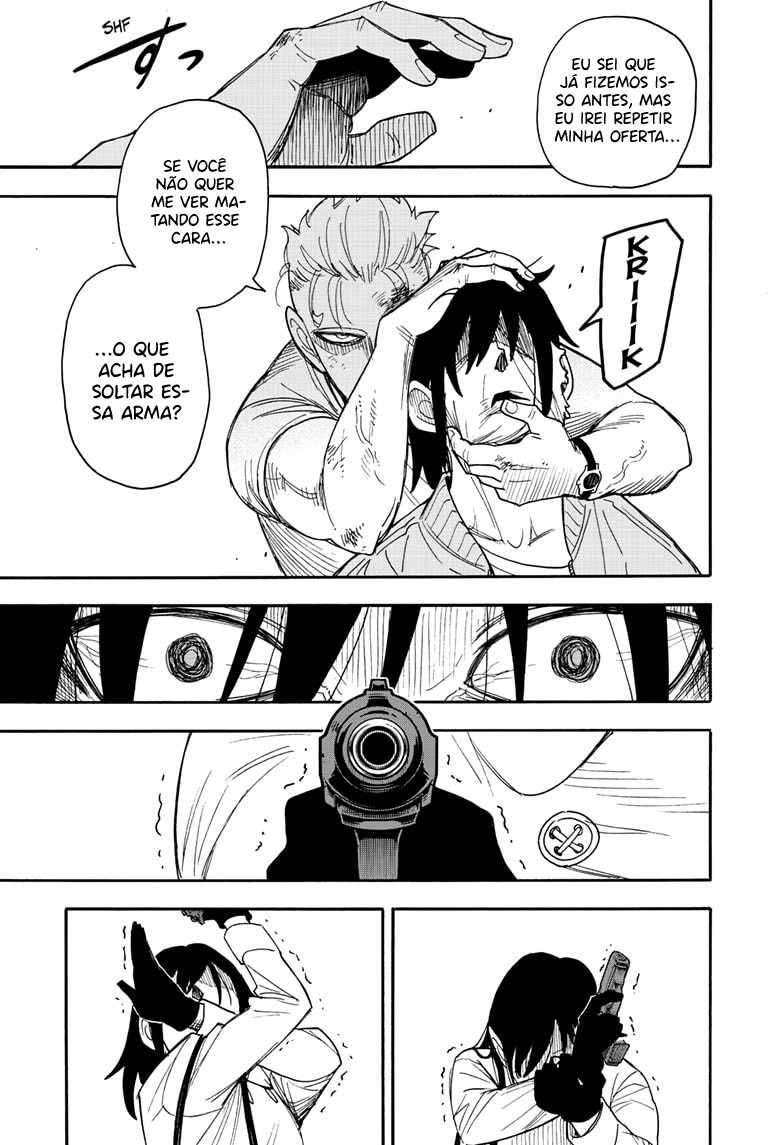 EU SEI QUE
JÁ FIZEMOS IS-
SO ANTES, MAS
EU IREI REPETIR
MINHA OFERTA...
SHF
すっ
SE VOCÊ
NÃO QUER
ME VER MA-
TANDO ESSE
CARA...
KRIIIK
...O QUE
ACHA DE
SOLTAR ES-
SA ARMA?